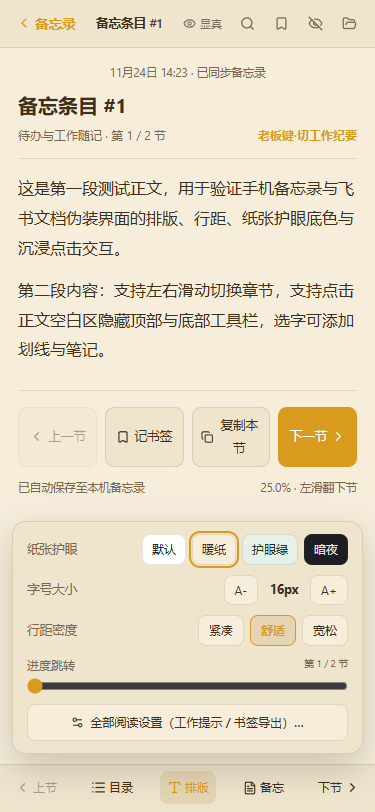 备忘录 备忘条目 #1 显真
11月24日 14:23 · 已同步备忘录
备忘条目 #1
待办与工作随记 · 第 1 / 2 节 老板键·切工作纪要
这是第一段测试正文，用于验证手机备忘录与飞
书文档伪装界面的排版、行距、纸张护眼底色与
沉浸点击交互。
第二段内容：支持左右滑动切换章节，支持点击
正文空白区隐藏顶部与底部工具栏，选字可添加
划线与笔记。
上一节 记书签 复制本
节 下一节
已自动保存至本机备忘录 25.0% · 左滑翻下节
纸张护眼 默认 暖纸 护眼绿 暗夜
字号大小 A- 16px A+
行距密度 紧凑 舒适 宽松
进度跳转 第 1 / 2 节
全部阅读设置（工作提示 / 书签导出）...
上节 目录 排版 备忘 下节